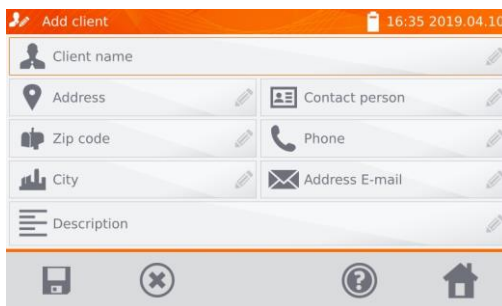 Add client 16:35 2019.04.10
Client name
Address Contact person
Zip code Phone
City Address E-mail
Description